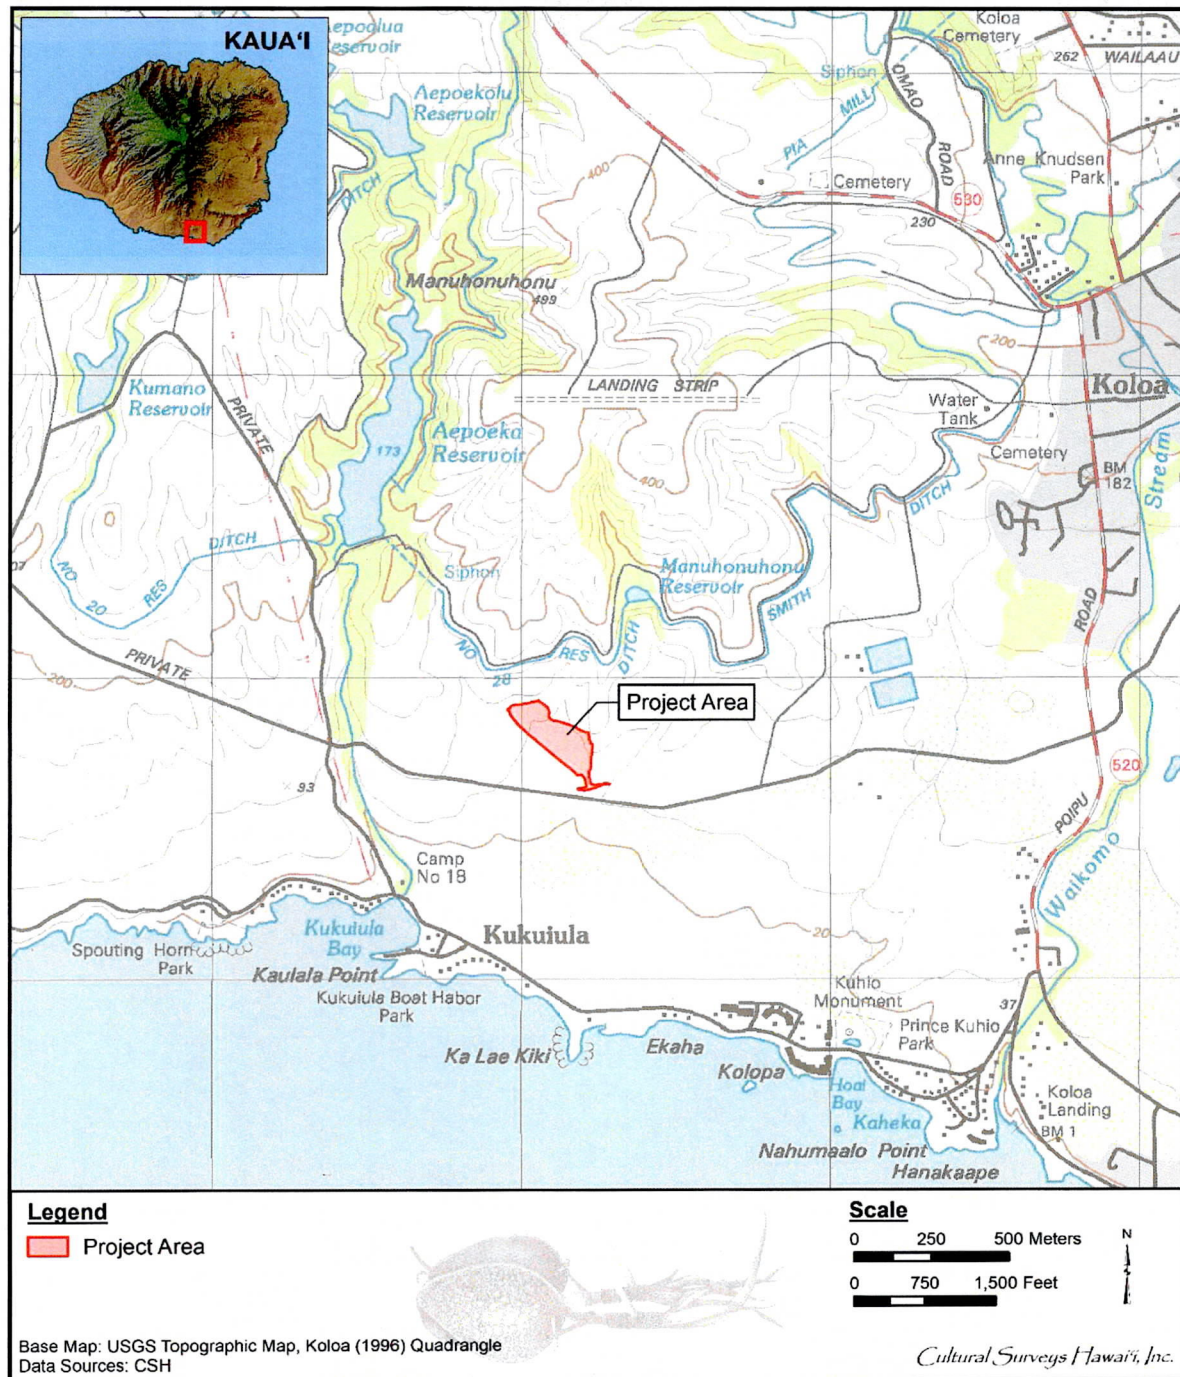 KAUAʻI
Aepoalua
Reservoir
Aepoekolu
Reservoir
DITCH
Koloa
Cemetery
262
WAILAAU
Siphon
OMAO
ROAD
PIA MILL
Anne Knudsen
Park
Cemetery
530
230
400
Manuhonuhonu
499
LANDING STRIP
200
Koloa
Water
Tank
Cemetery
Kumano
Reservoir
PRIVATE
Aepoeka
Reservoir
173
400
BM
182
Stream
DITCH
DITCH
NO 20 RES
Siphon
Manuhonuhonu
Reservoir
SMITH
ROAD
NO 28 RES DITCH
PRIVATE
200
Project Area
93
520
POIPU
Waikomo
Camp
No 18
Kukuiula
Bay
Kukuiula
20
Spouting Horn
Park
Kaulala Point
Kukuiula Boat Habor
Park
Kuhio
Monument
37
Prince Kuhio
Park
Ka Lae Kiki
Ekaha
Kolopa
Hoai
Bay
Kaheka
Koloa
Landing
BM 1
Nahumaalo Point
Hanakaape
Legend
Project Area
Scale
0 250 500 Meters
0 750 1,500 Feet
N
Base Map: USGS Topographic Map, Koloa (1996) Quadrangle
Data Sources: CSH
Cultural Surveys Hawaiʻi, Inc.